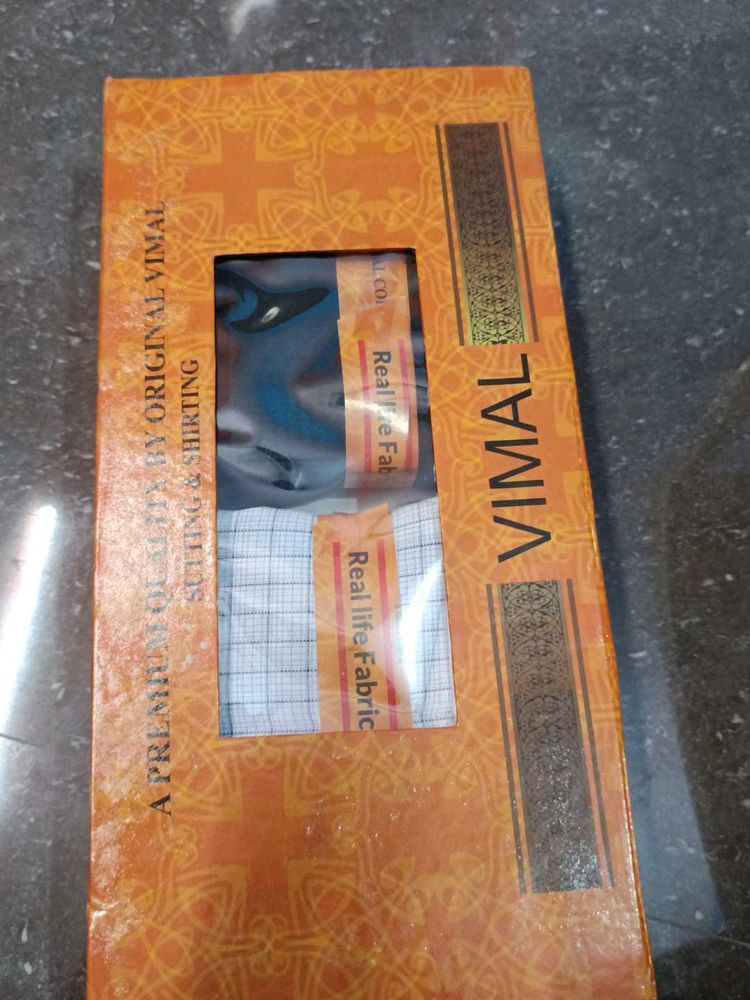 A PREMIUM QUALITY BY ORIGINAL VIMAL
SUITING & SHIRTING
Real life Fab
Real life Fabric
VIMAL